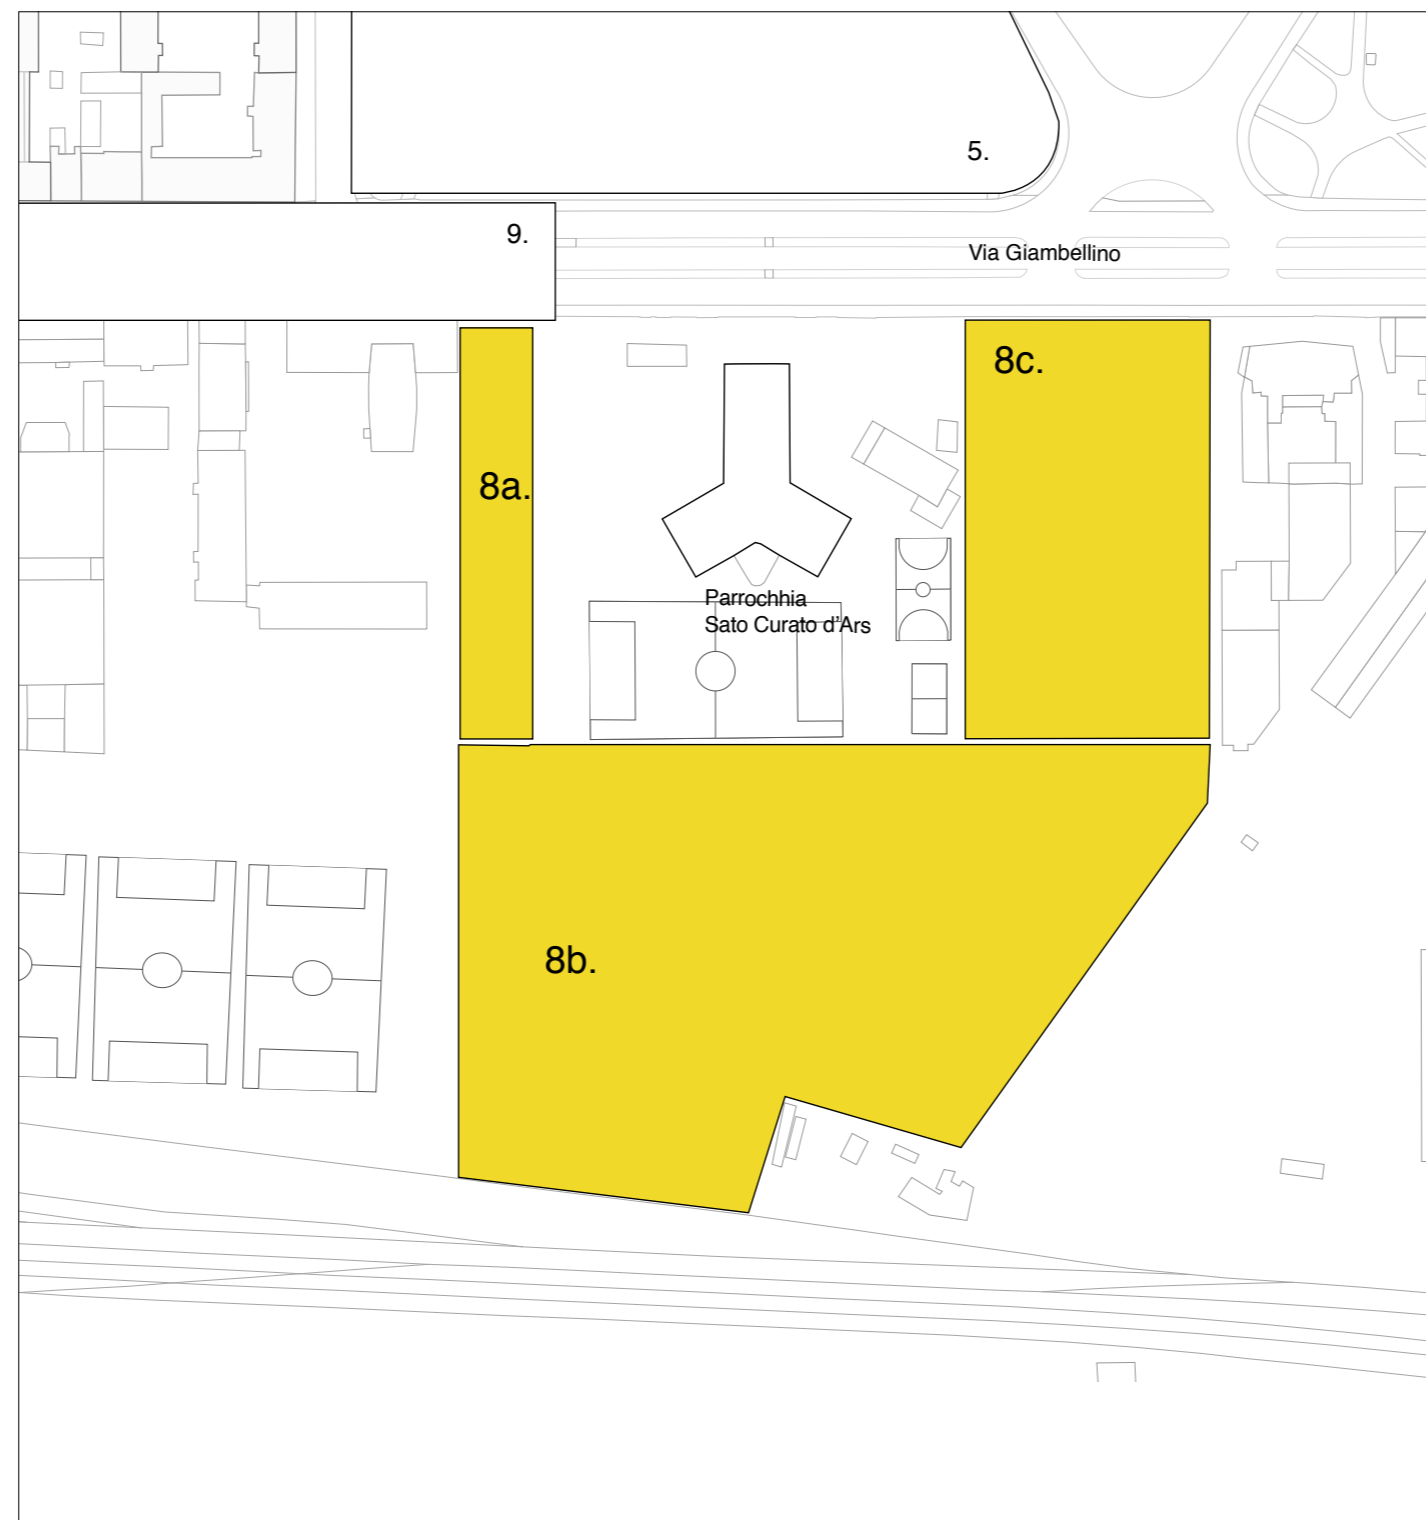 5.
9.
Via Giambellino
8c.
8a.
Parrochhia
Sato Curato d'Ars
8b.